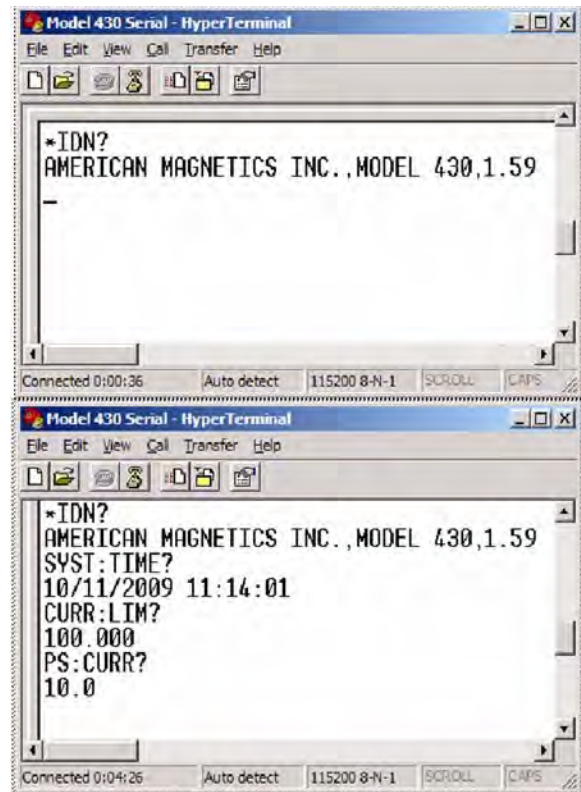 Model 430 Serial - HyperTerminal
File Edit View Call Transfer Help
*IDN?
AMERICAN MAGNETICS INC.,MODEL 430,1.59
Connected 0:00:36 Auto detect 115200 8-N-1 SCROLL CAPS
Model 430 Serial - HyperTerminal
File Edit View Call Transfer Help
*IDN?
AMERICAN MAGNETICS INC.,MODEL 430,1.59
SYST:TIME?
10/11/2009 11:14:01
CURR:LIM?
100.000
PS:CURR?
10.0
Connected 0:04:26 Auto detect 115200 8-N-1 SCROLL CAPS